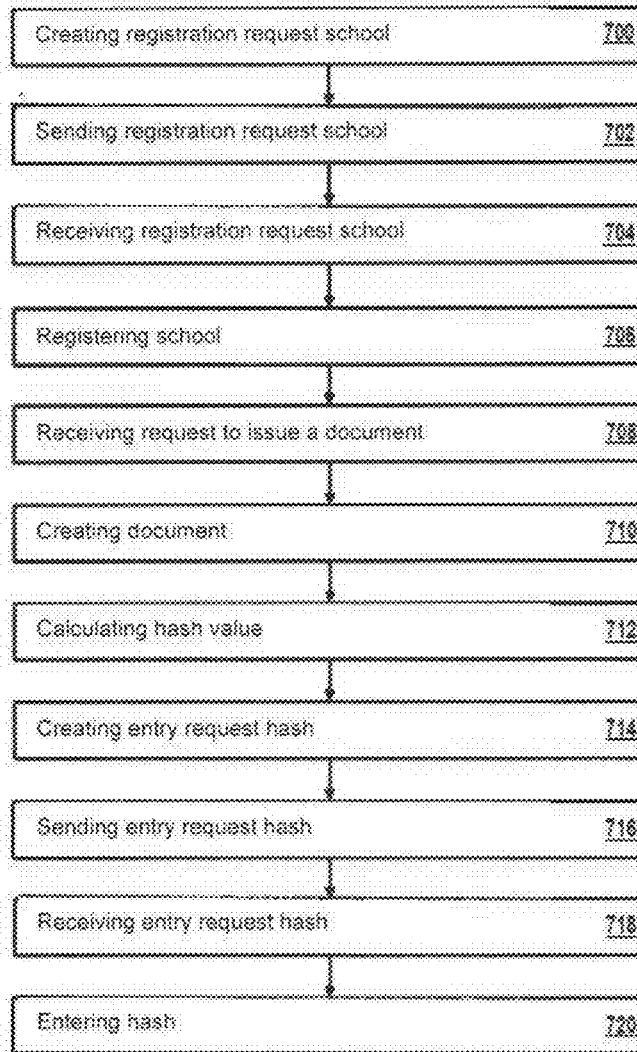 Creating registration request school 700
Sending registration request school 702
Receiving registration request school 704
Registering school 706
Receiving request to issue a document 708
Creating document 710
Calculating hash value 712
Creating entry request hash 714
Sending entry request hash 716
Receiving entry request hash 718
Entering hash 720